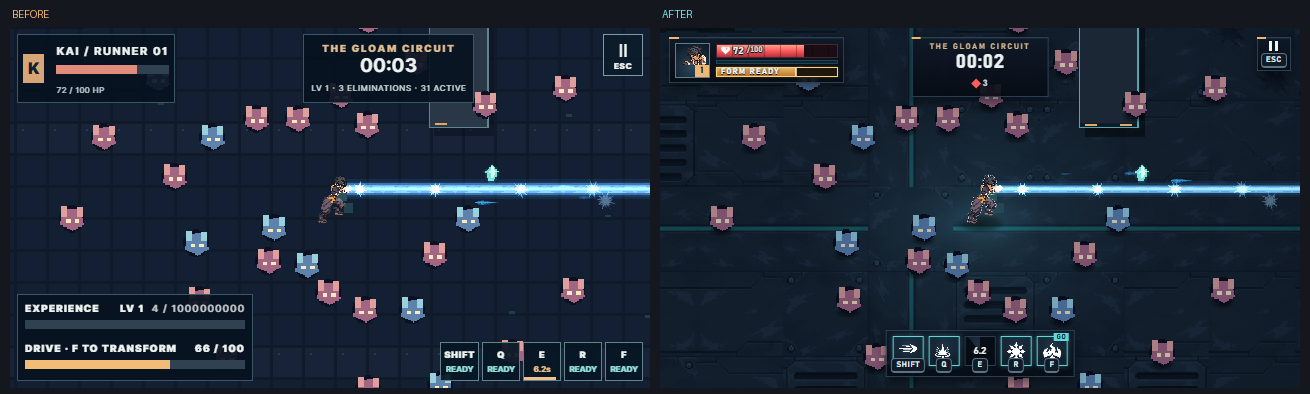 BEFORE
KAI / RUNNER 01
K
72 / 100 HP
THE GLOAM CIRCUIT
00:03
LV 1 · 3 ELIMINATIONS · 31 ACTIVE
ESC
EXPERIENCE LV 1 4 / 1000000000
DRIVE · F TO TRANSFORM 66 / 100
SHIFT Q E R F
READY READY 6.2s READY READY
AFTER
72 /100
1
FORM READY
THE GLOAM CIRCUIT
00:02
3
ESC
GO
6.2
SHIFT Q E R F